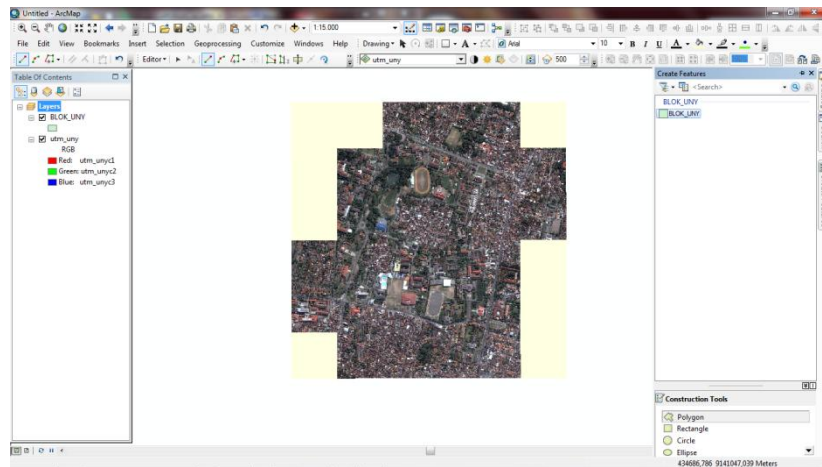 Untitled - ArcMap
1:15.000
File Edit View Bookmarks Insert Selection Geoprocessing Customize Windows Help Drawing A Arial 10 B I U A
Editor utm_uny 500
Table Of Contents
Layers
BLOK_UNY
utm_uny
RGB
Red: utm_unyc1
Green: utm_unyc2
Blue: utm_unyc3
Create Features
<Search>
BLOK_UNY
BLOK_UNY
Construction Tools
Polygon
Rectangle
Circle
Ellipse
434686,786 9141047,039 Meters